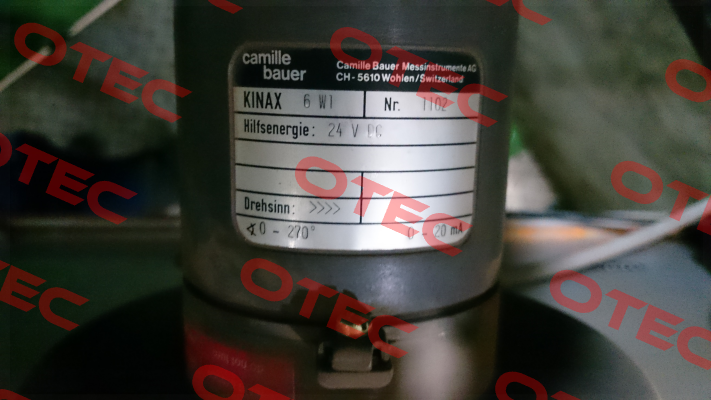 camille
bauer
Camille Bauer Messinstrumente AG
CH - 5610 Wohlen / Switzerland
KINAX 6 W1 Nr. 1102
Hilfsenergie: 24 V DC
Drehsinn: >>>>
∢ 0 - 270° 0 - 20 mA
OTEC
OTEC
OTEC
OTEC
OTEC
OTEC
OTEC
OTEC
OTEC